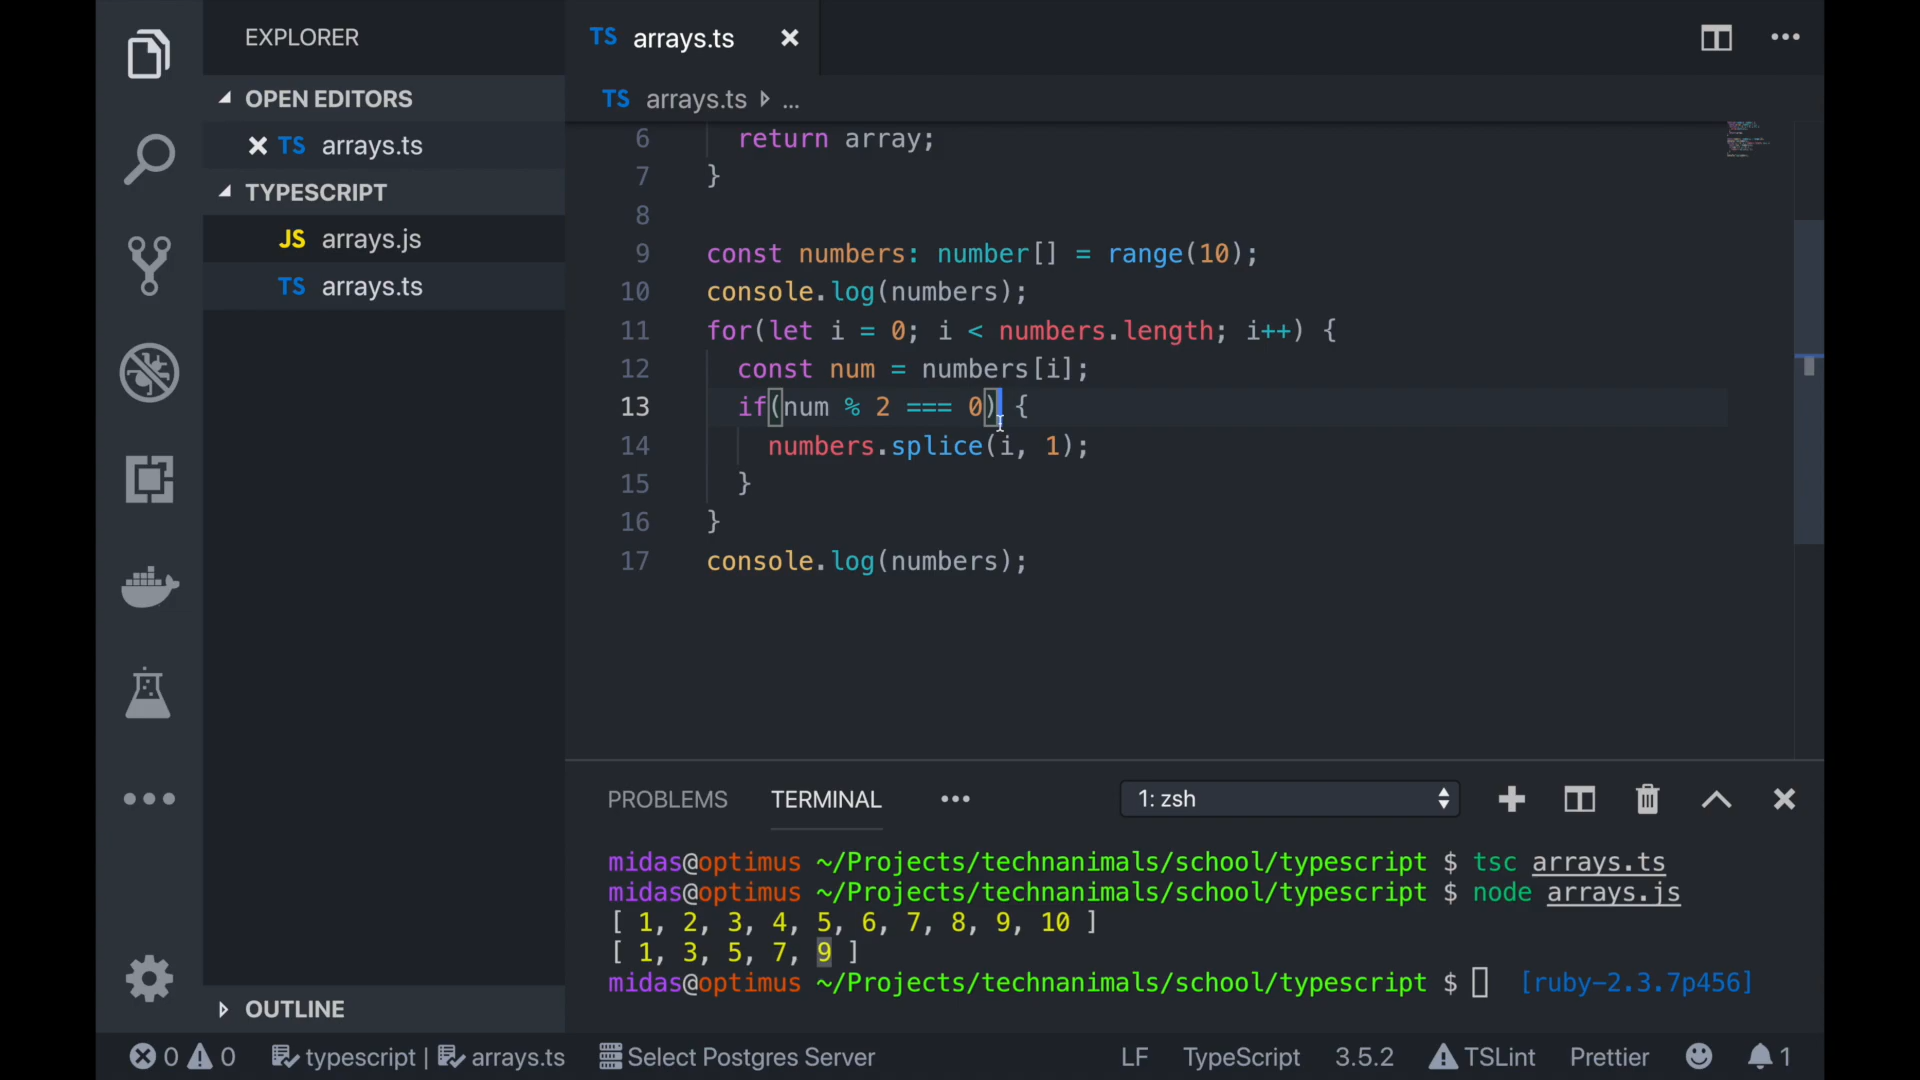 EXPLORER
OPEN EDITORS
TS arrays.ts
TYPESCRIPT
JS arrays.js
TS arrays.ts
OUTLINE
TS arrays.ts
TS arrays.ts ...
6 return array;
7 }
8
9 const numbers: number[] = range(10);
10 console.log(numbers);
11 for(let i = 0; i < numbers.length; i++) {
12 const num = numbers[i];
13 if(num % 2 === 0) {
14 numbers.splice(i, 1);
15 }
16 }
17 console.log(numbers);
PROBLEMS TERMINAL 1: zsh
midas@optimus ~/Projects/technanimals/school/typescript $ tsc arrays.ts
midas@optimus ~/Projects/technanimals/school/typescript $ node arrays.js
[ 1, 2, 3, 4, 5, 6, 7, 8, 9, 10 ]
[ 1, 3, 5, 7, 9 ]
midas@optimus ~/Projects/technanimals/school/typescript $ [ruby-2.3.7p456]
0 0 typescript | arrays.ts Select Postgres Server LF TypeScript 3.5.2 TSLint Prettier 1